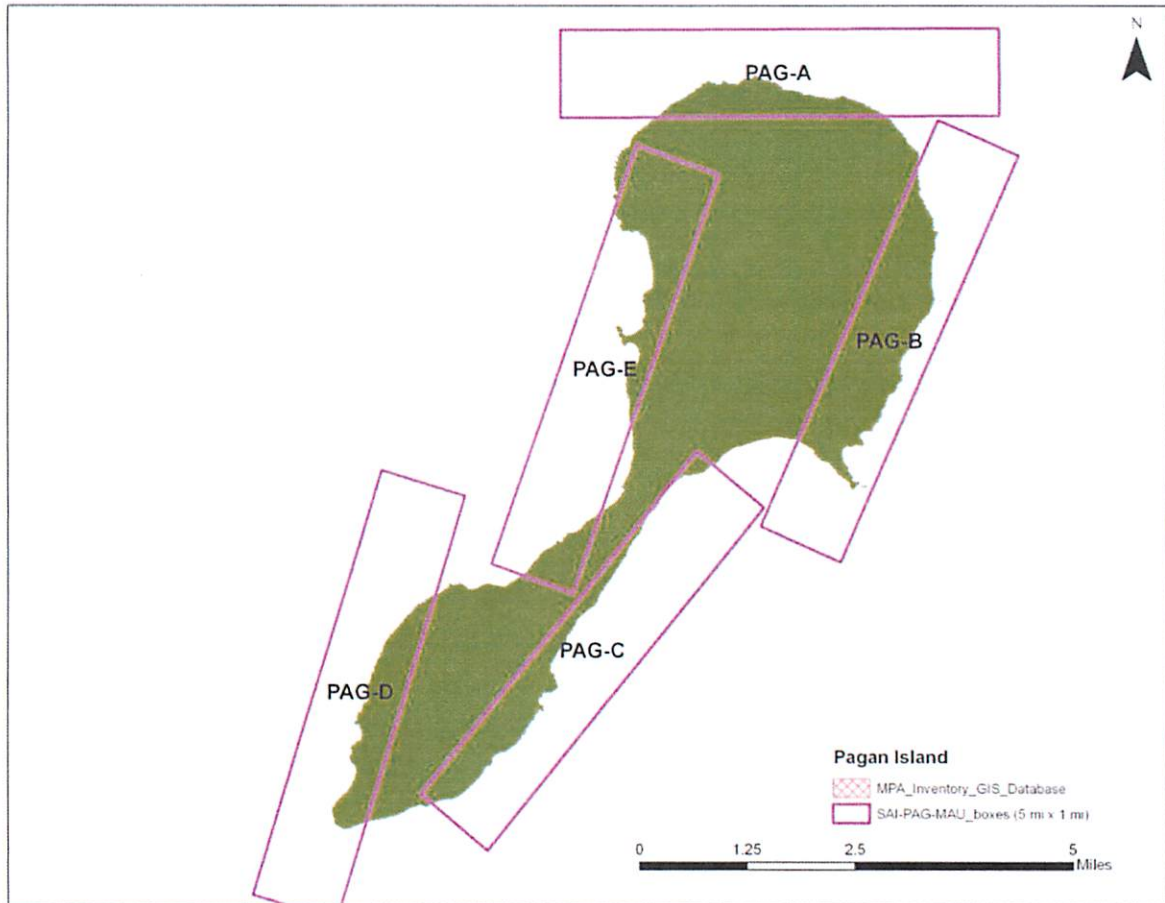 N
PAG-A
PAG-B
PAG-E
PAG-C
PAG-D
Pagan Island
MPA_Inventory_GIS_Database
SAI-PAG-MAU_boxes (5 mi x 1 mi)
0 1.25 2.5 5
Miles